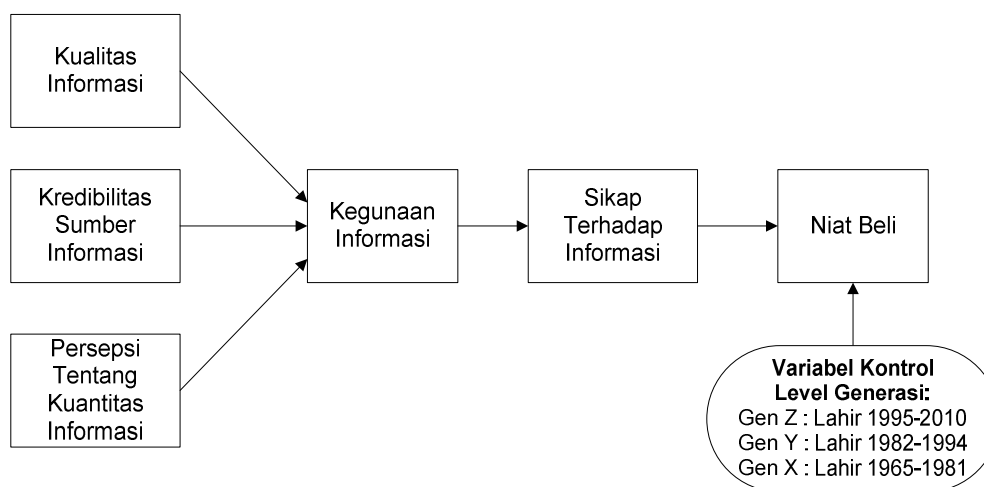 Kualitas
Informasi
Kredibilitas
Sumber
Informasi
Persepsi
Tentang
Kuantitas
Informasi
Kegunaan
Informasi
Sikap
Terhadap
Informasi
Niat Beli
Variabel Kontrol
Level Generasi:
Gen Z : Lahir 1995-2010
Gen Y : Lahir 1982-1994
Gen X : Lahir 1965-1981